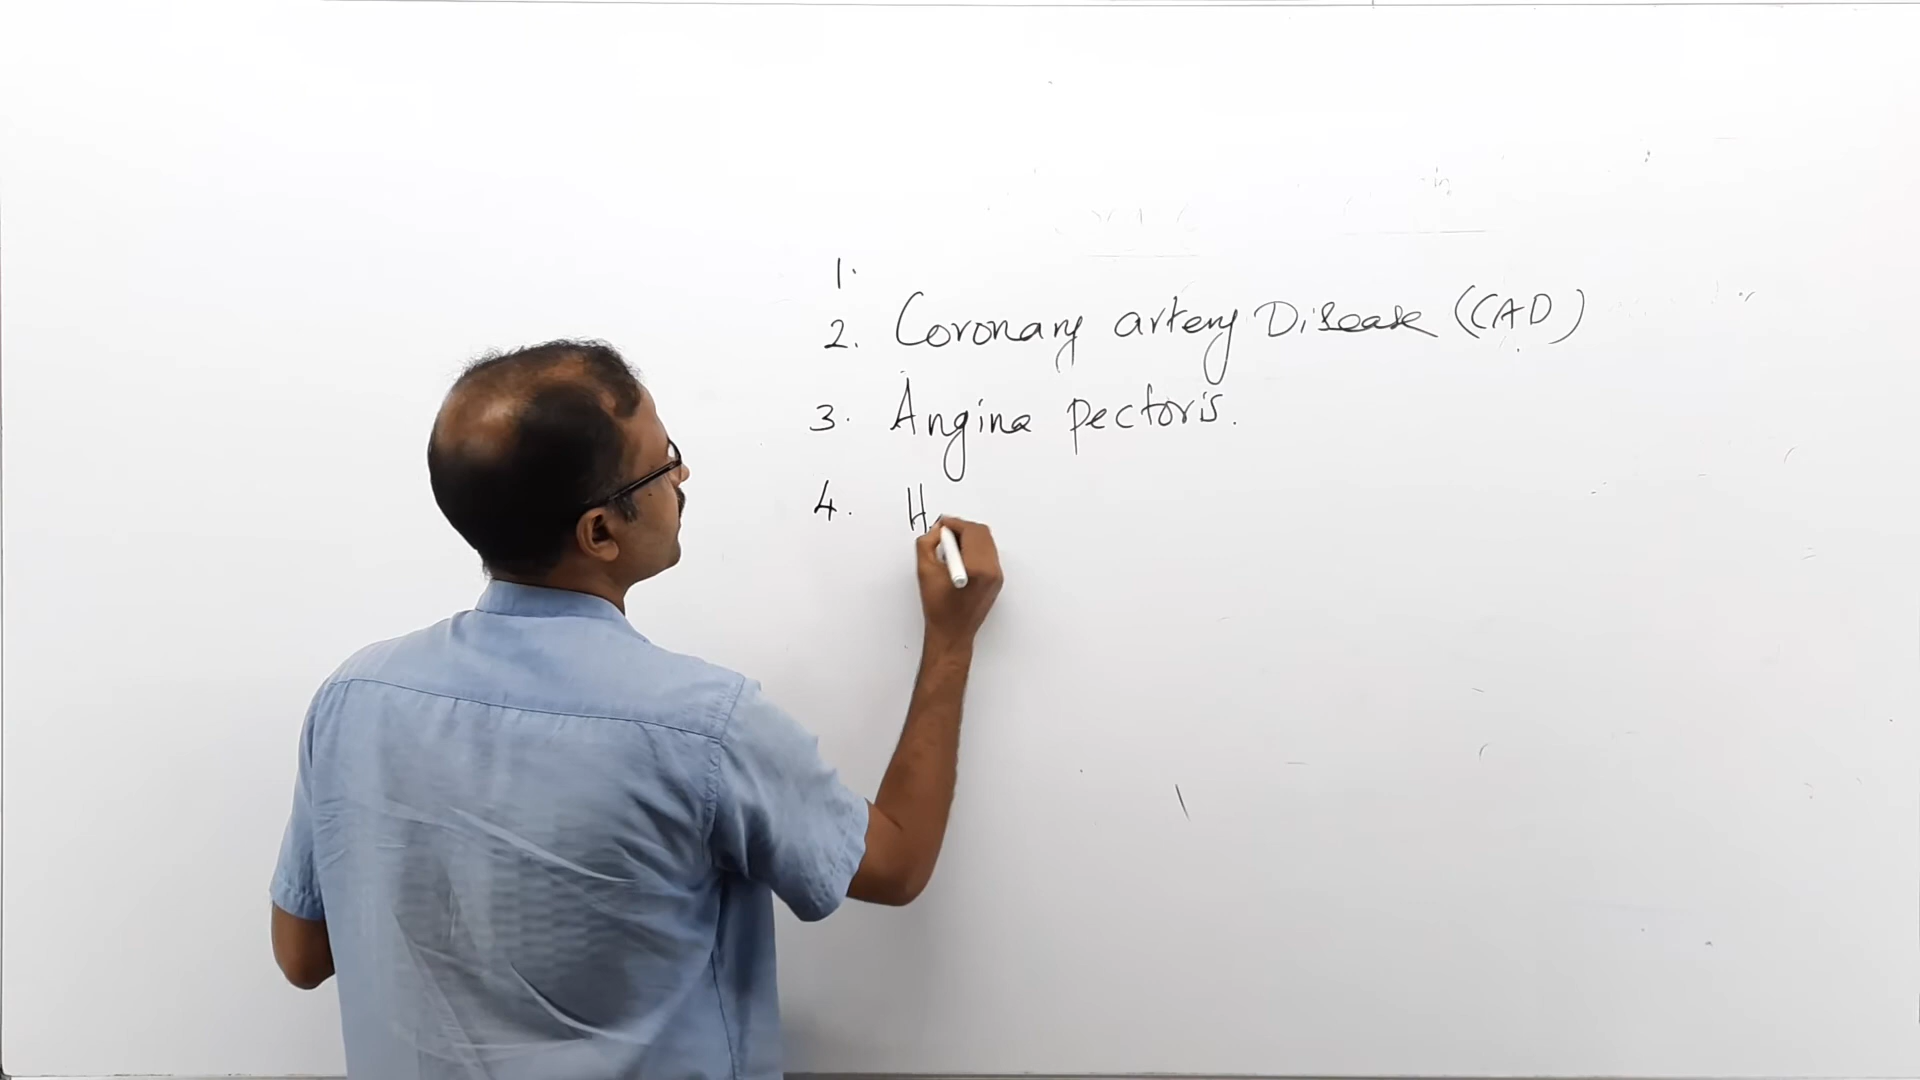 1.
2. Coronary artery Disease (CAD)
3. Angina pectoris.
4. H